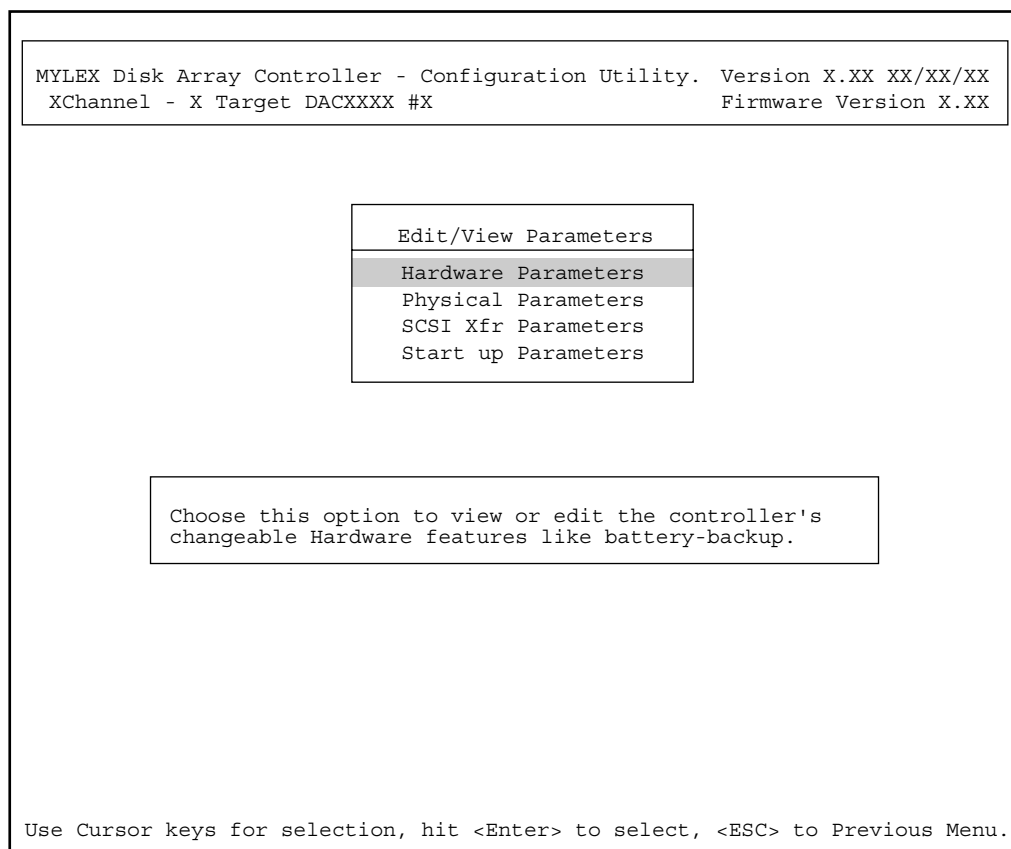 MYLEX Disk Array Controller - Configuration Utility. Version X.XX XX/XX/XX
XChannel - X Target DACXXXX #X Firmware Version X.XX
Edit/View Parameters
Hardware Parameters
Physical Parameters
SCSI Xfr Parameters
Start up Parameters
Choose this option to view or edit the controller's
changeable Hardware features like battery-backup.
Use Cursor keys for selection, hit <Enter> to select, <ESC> to Previous Menu.